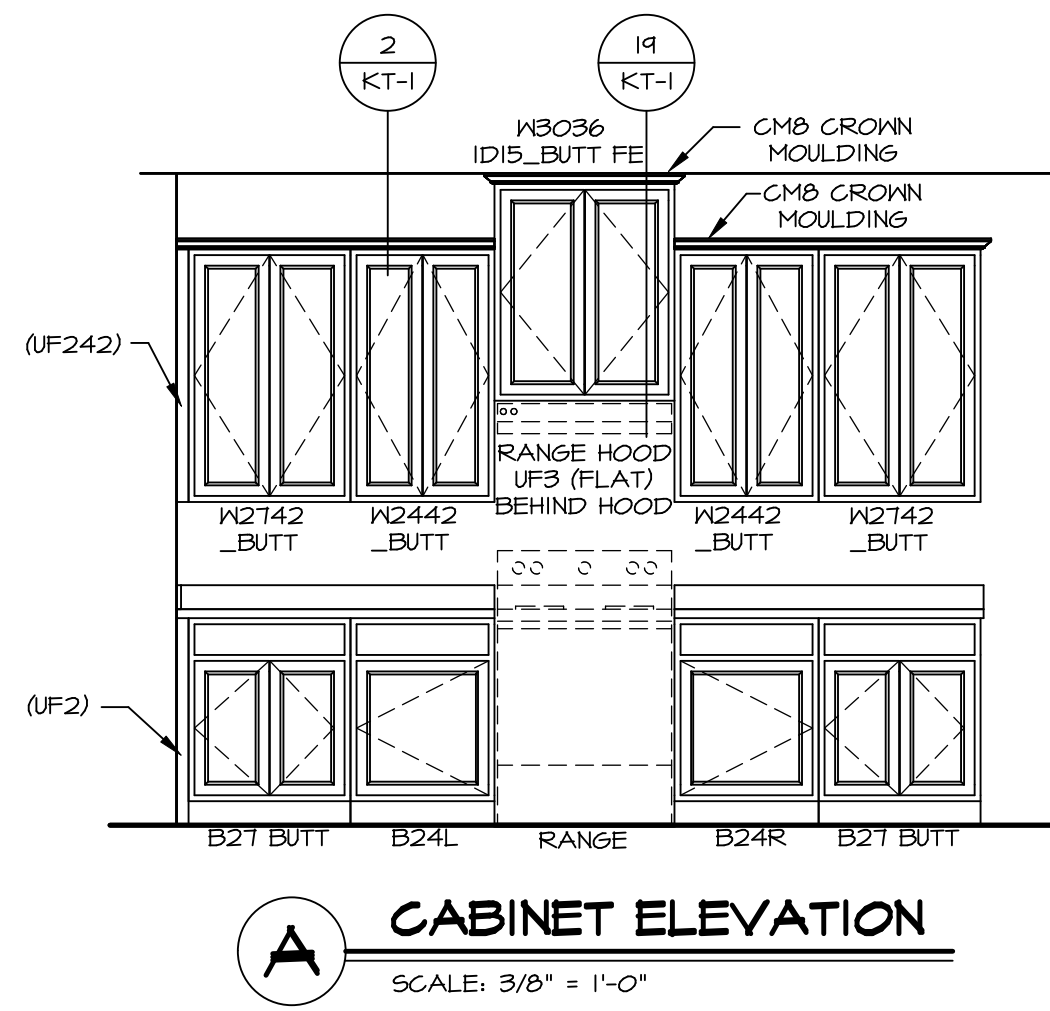 2
KT-1
19
KT-1
W3036
1D15_BUTT FE
CM8 CROWN
MOULDING
CM8 CROWN
MOULDING
(UF242)
RANGE HOOD
UF3 (FLAT)
BEHIND HOOD
W2742
_BUTT
W2442
_BUTT
W2442
_BUTT
W2742
_BUTT
(UF2)
B27 BUTT
B24L
RANGE
B24R
B27 BUTT
A
CABINET ELEVATION
SCALE: 3/8" = 1'-0"